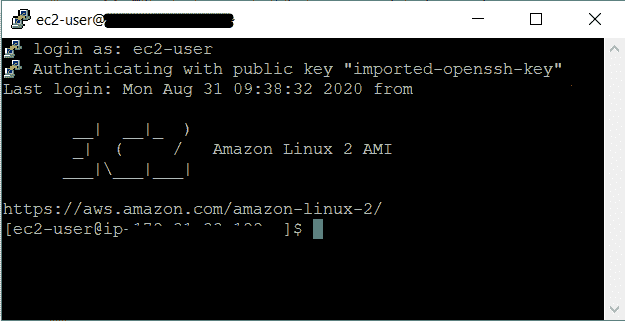 ec2-user@
login as: ec2-user
Authenticating with public key "imported-openssh-key"
Last login: Mon Aug 31 09:38:32 2020 from
__|  __|_  )
_|  (     /   Amazon Linux 2 AMI
___|\___|___|
https://aws.amazon.com/amazon-linux-2/
[ec2-user@ip- ]$